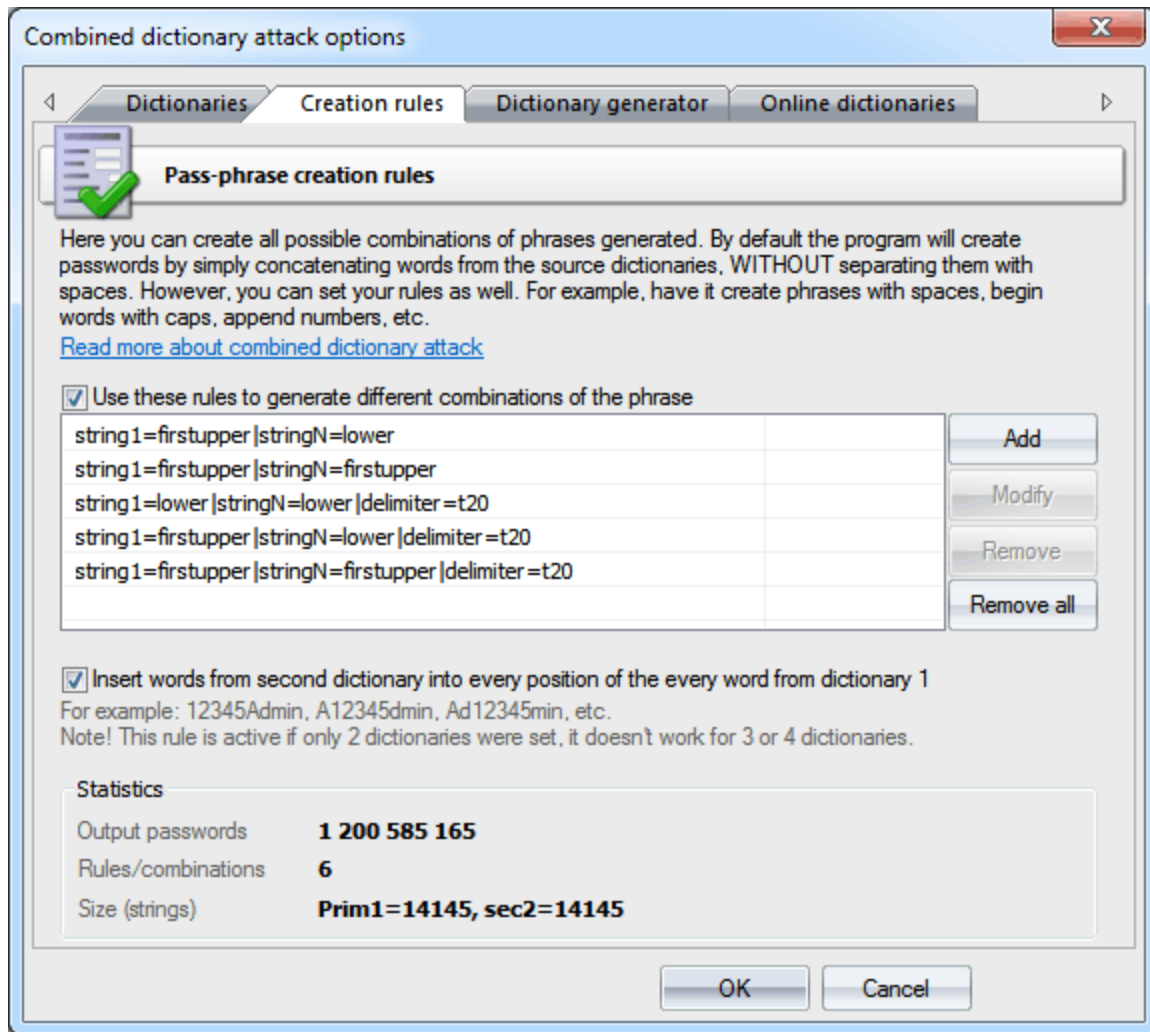 Combined dictionary attack options
Dictionaries Creation rules Dictionary generator Online dictionaries
Pass-phrase creation rules
Here you can create all possible combinations of phrases generated. By default the program will create
passwords by simply concatenating words from the source dictionaries, WITHOUT separating them with
spaces. However, you can set your rules as well. For example, have it create phrases with spaces, begin
words with caps, append numbers, etc.
Read more about combined dictionary attack
Use these rules to generate different combinations of the phrase
string1=firstupper|stringN=lower
string1=firstupper|stringN=firstupper
string1=lower|stringN=lower|delimiter=t20
string1=firstupper|stringN=lower|delimiter=t20
string1=firstupper|stringN=firstupper|delimiter=t20
Add
Modify
Remove
Remove all
Insert words from second dictionary into every position of the every word from dictionary 1
For example: 12345Admin, A12345dmin, Ad12345min, etc.
Note! This rule is active if only 2 dictionaries were set, it doesn't work for 3 or 4 dictionaries.
Statistics
Output passwords 1 200 585 165
Rules/combinations 6
Size (strings) Prim1=14145, sec2=14145
OK Cancel